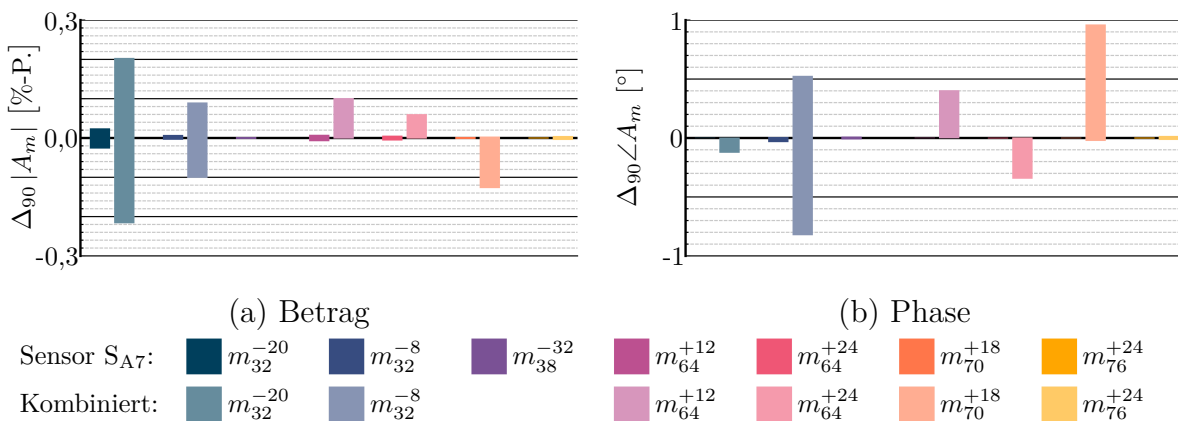 0,3
0,0
-0,3
Δ₉₀ |Aₘ| [%-P.]
1
0
-1
Δ₉₀∠Aₘ [°]
(a) Betrag
(b) Phase
Sensor S_A7: m₃₂⁻²⁰ m₃₂⁻⁸ m₃₈⁻³² m₆₄⁺¹² m₆₄⁺²⁴ m₇₀⁺¹⁸ m₇₆⁺²⁴
Kombiniert: m₃₂⁻²⁰ m₃₂⁻⁸ m₆₄⁺¹² m₆₄⁺²⁴ m₇₀⁺¹⁸ m₇₆⁺²⁴